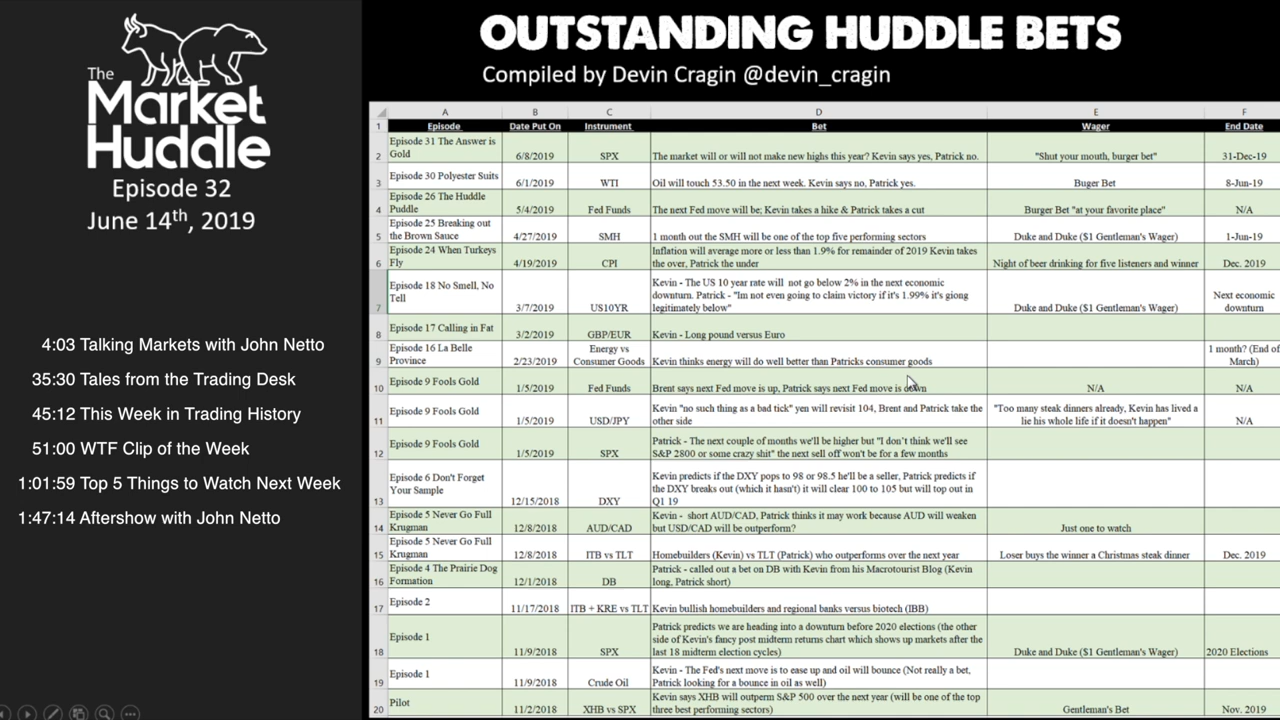 The
Market
Huddle
Episode 32
June 14th, 2019
4:03 Talking Markets with John Netto
35:30 Tales from the Trading Desk
45:12 This Week in Trading History
51:00 WTF Clip of the Week
1:01:59 Top 5 Things to Watch Next Week
1:47:14 Aftershow with John Netto
OUTSTANDING HUDDLE BETS
Compiled by Devin Cragin @devin_cragin
A B C D E F
1 Episode Date Put On Instrument Bet Wager End Date
Episode 31 The Answer is
Gold
2 6/8/2019 SPX The market will or will not make new highs this year? Kevin says yes, Patrick no. "Shut your mouth, burger bet" 31-Dec-19
Episode 30 Polyester Suits
3 6/1/2019 WTI Oil will touch 53.50 in the next week. Kevin says no, Patrick yes. Buger Bet 8-Jun-19
Episode 26 The Huddle
Puddle
4 5/4/2019 Fed Funds The next Fed move will be; Kevin takes a hike & Patrick takes a cut Burger Bet "at your favorite place" N/A
Episode 25 Breaking out
the Brown Sauce
5 4/27/2019 SMH 1 month out the SMH will be one of the top five performing sectors Duke and Duke ($1 Gentleman's Wager) 1-Jun-19
Episode 24 When Turkeys
Fly
6 4/19/2019 CPI Inflation will average more or less than 1.9% for remainder of 2019 Kevin takes
the over, Patrick the under Night of beer drinking for five listeners and winner Dec. 2019
Episode 18 No Smell, No
Tell
7 3/7/2019 US10YR Kevin - The US 10 year rate will not go below 2% in the next economic
downturn. Patrick - "Im not even going to claim victory if it's 1.99% it's giong
legitimately below" Duke and Duke ($1 Gentleman's Wager) Next economic
downturn
Episode 17 Calling in Fat
8 3/2/2019 GBP/EUR Kevin - Long pound versus Euro
Episode 16 La Belle
Province
9 2/23/2019 Energy vs
Consumer Goods Kevin thinks energy will do well better than Patricks consumer goods 1 month? (End of
March)
Episode 9 Fools Gold
10 1/5/2019 Fed Funds Brent says next Fed move is up, Patrick says next Fed move is down N/A N/A
Episode 9 Fools Gold
11 1/5/2019 USD/JPY Kevin "no such thing as a bad tick" yen will revisit 104, Brent and Patrick take the
other side "Too many steak dinners already, Kevin has lived a
lie his whole life if it doesn't happen" N/A
Episode 9 Fools Gold
12 1/5/2019 SPX Patrick - The next couple of months we'll be higher but "I don't think we'll see
S&P 2800 or some crazy shit" the next sell off won't be for a few months
Episode 6 Don't Forget
Your Sample
13 12/15/2018 DXY Kevin predicts if the DXY pops to 98 or 98.5 he'll be a seller, Patrick predicts if
the DXY breaks out (which it hasn't) it will clear 100 to 105 but will top out in
Q1 19
Episode 5 Never Go Full
Krugman
14 12/8/2018 AUD/CAD Kevin - short AUD/CAD, Patrick thinks it may work because AUD will weaken
but USD/CAD will be outperform? Just one to watch
Episode 5 Never Go Full
Krugman
15 12/8/2018 ITB vs TLT Homebuilders (Kevin) vs TLT (Patrick) who outperforms over the next year Loser buys the winner a Christmas steak dinner Dec. 2019
Episode 4 The Prairie Dog
Formation
16 12/1/2018 DB Patrick - called out a bet on DB with Kevin from his Macrotourist Blog (Kevin
long, Patrick short)
Episode 2
17 11/17/2018 ITB + KRE vs TLT Kevin bullish homebuilders and regional banks versus biotech (IBB)
Episode 1
18 11/9/2018 SPX Patrick predicts we are heading into a downturn before 2020 elections (the other
side of Kevin's fancy post midterm returns chart which shows up markets after the
last 18 midterm election cycles) Duke and Duke ($1 Gentleman's Wager) 2020 Elections
Episode 1
19 11/9/2018 Crude Oil Kevin - The Fed's next move is to ease up and oil will bounce (Not really a bet,
Patrick looking for a bounce in oil as well)
Pilot
20 11/2/2018 XHB vs SPX Kevin says XHB will outperm S&P 500 over the next year (will be one of the top
three best performing sectors) Gentleman's Bet Nov. 2019